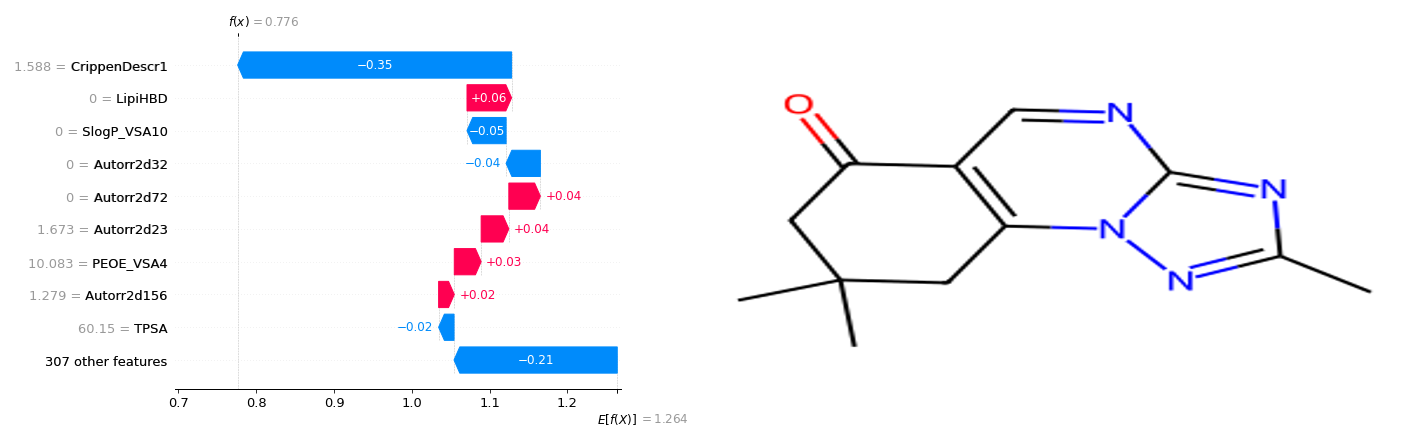 f(x) = 0.776
1.588 = CrippenDescr1
−0.35
0 = LipiHBD
+0.06
0 = SlogP_VSA10
−0.05
0 = Autorr2d32
−0.04
0 = Autorr2d72
+0.04
1.673 = Autorr2d23
+0.04
10.083 = PEOE_VSA4
+0.03
1.279 = Autorr2d156
+0.02
60.15 = TPSA
−0.02
307 other features
−0.21
0.7 0.8 0.9 1.0 1.1 1.2
E[f(X)] = 1.264
O
N
N
N
N